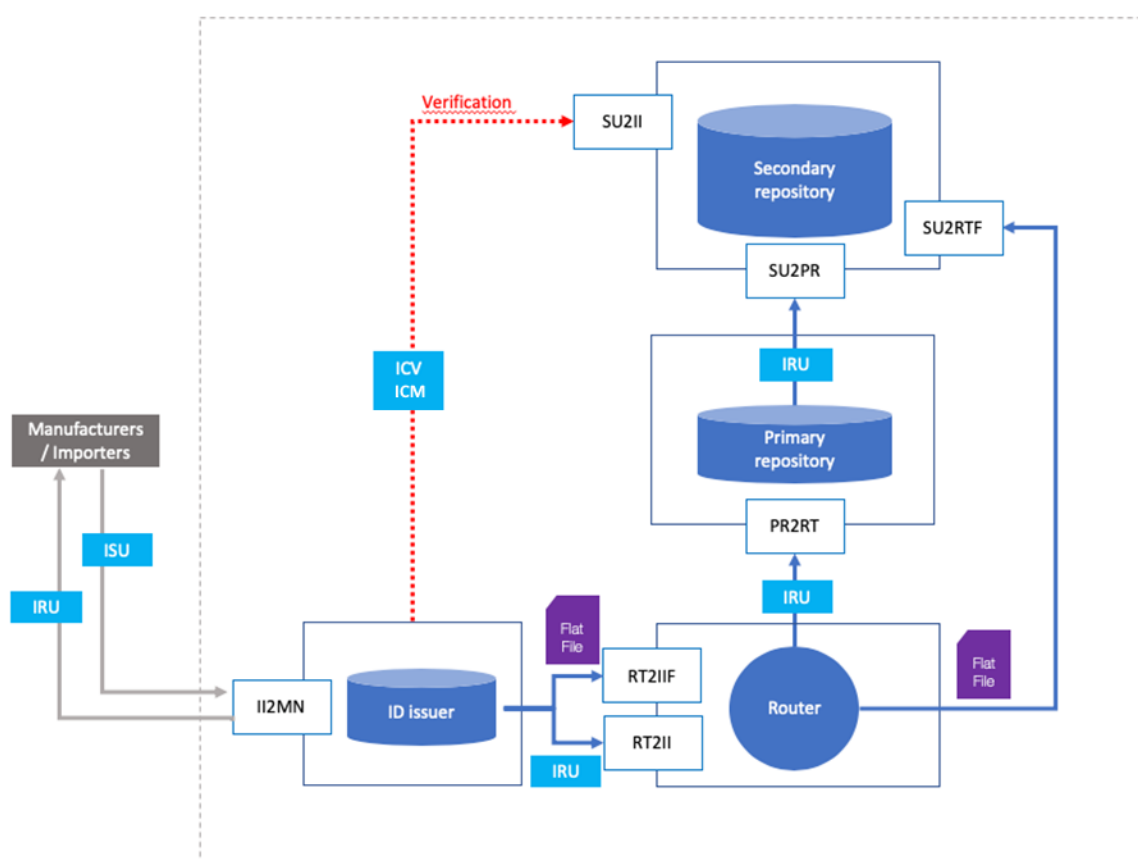 Verification
SU2II
Secondary
repository
SU2RTF
SU2PR
ICV
ICM
IRU
Manufacturers
/ Importers
Primary
repository
PR2RT
ISU
IRU
IRU
Flat
File
RT2IIF
Flat
File
II2MN
ID issuer
Router
RT2II
IRU